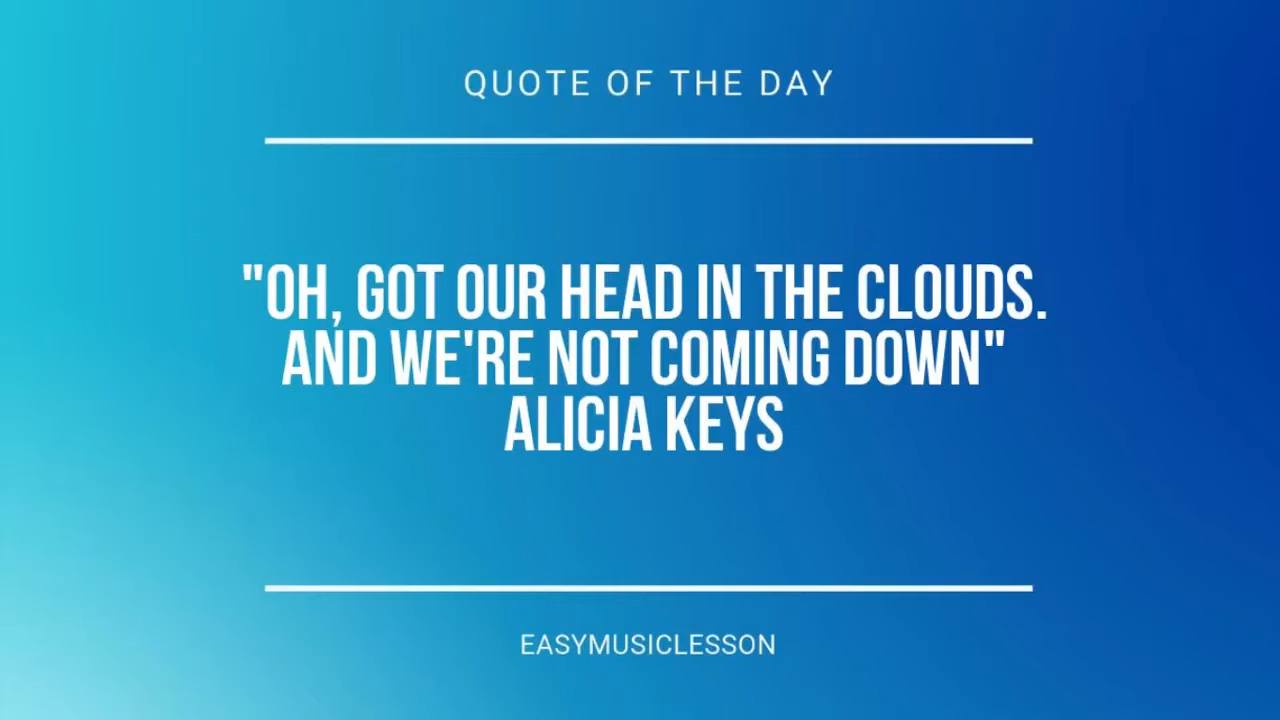 QUOTE OF THE DAY
"OH, GOT OUR HEAD IN THE CLOUDS.
AND WE'RE NOT COMING DOWN"
ALICIA KEYS
EASYMUSICLESSON